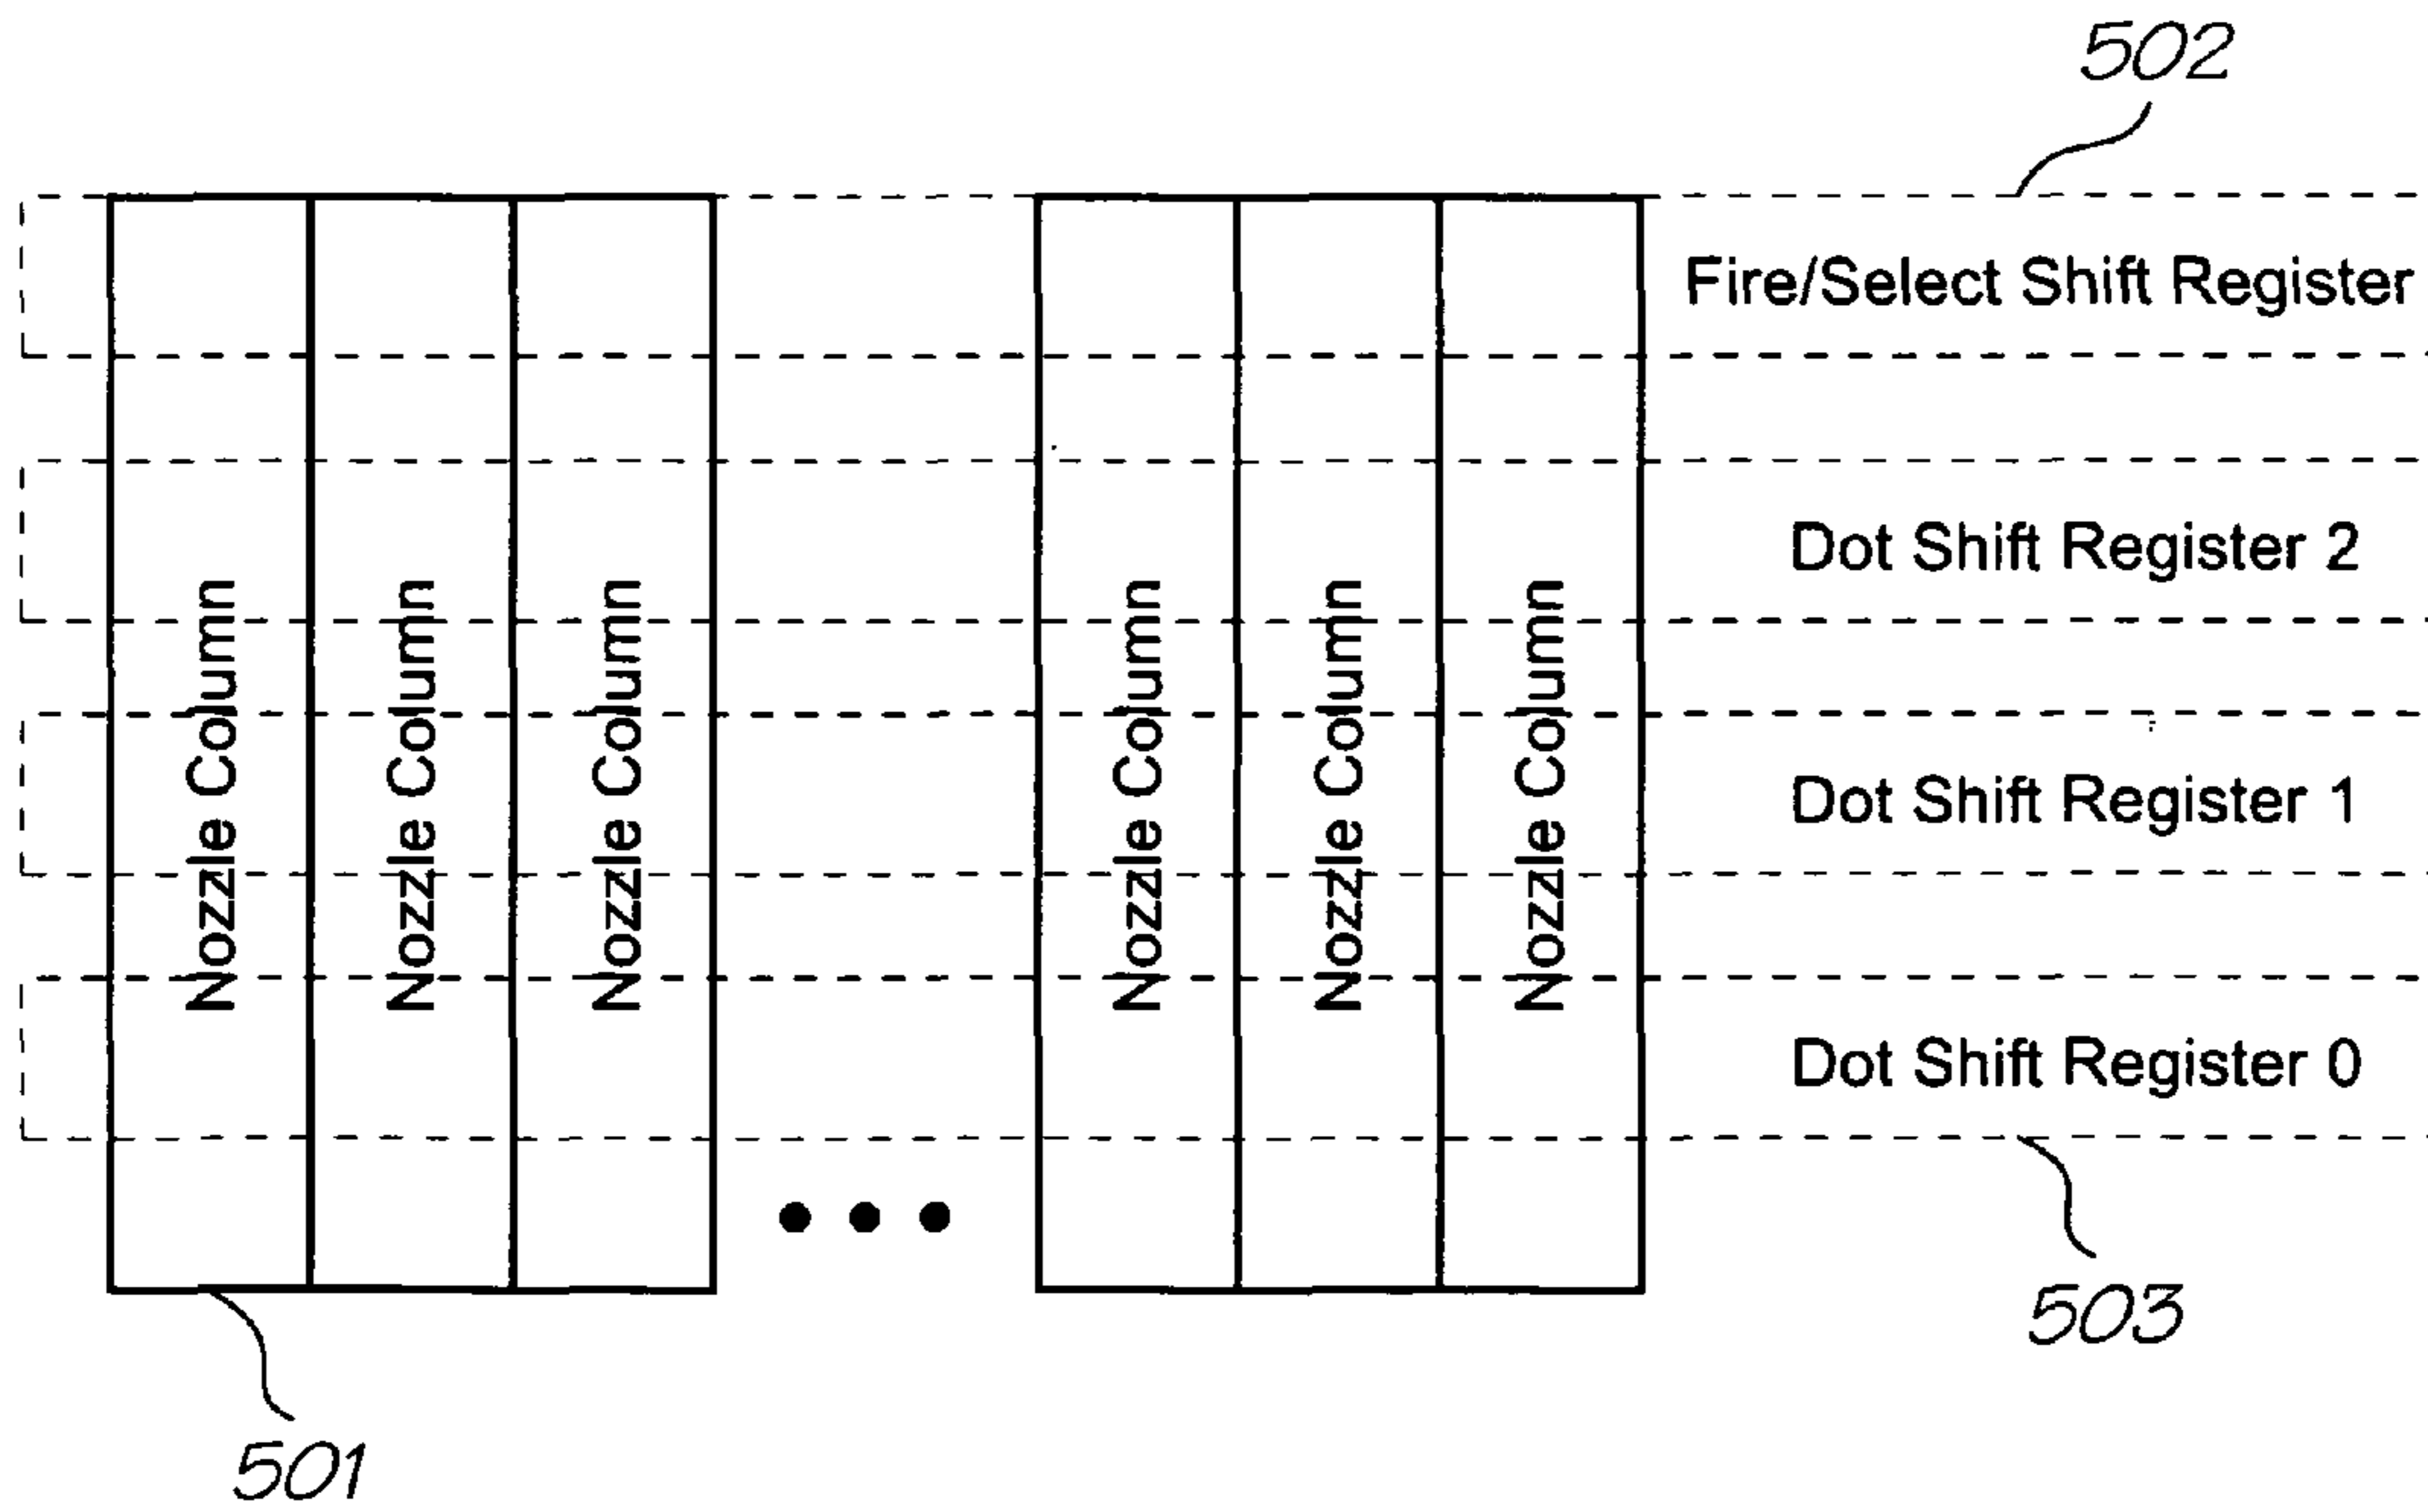 502
Fire/Select Shift Register
Dot Shift Register 2
Dot Shift Register 1
Dot Shift Register 0
Nozzle Column
Nozzle Column
Nozzle Column
Nozzle Column
Nozzle Column
Nozzle Column
503
501